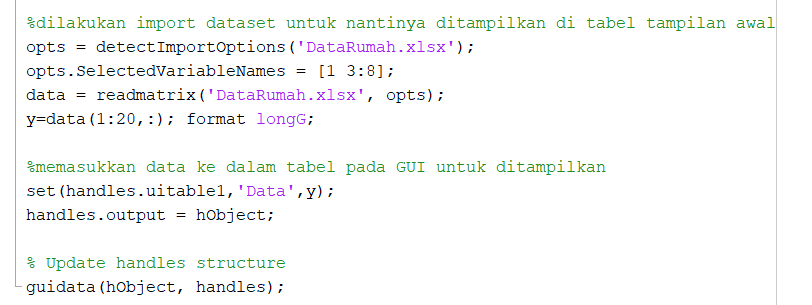 %dilakukan import dataset untuk nantinya ditampilkan di tabel tampilan awal
opts = detectImportOptions('DataRumah.xlsx');
opts.SelectedVariableNames = [1 3:8];
data = readmatrix('DataRumah.xlsx', opts);
y=data(1:20,:); format longG;
%memasukkan data ke dalam tabel pada GUI untuk ditampilkan
set(handles.uitable1,'Data',y);
handles.output = hObject;
% Update handles structure
guidata(hObject, handles);